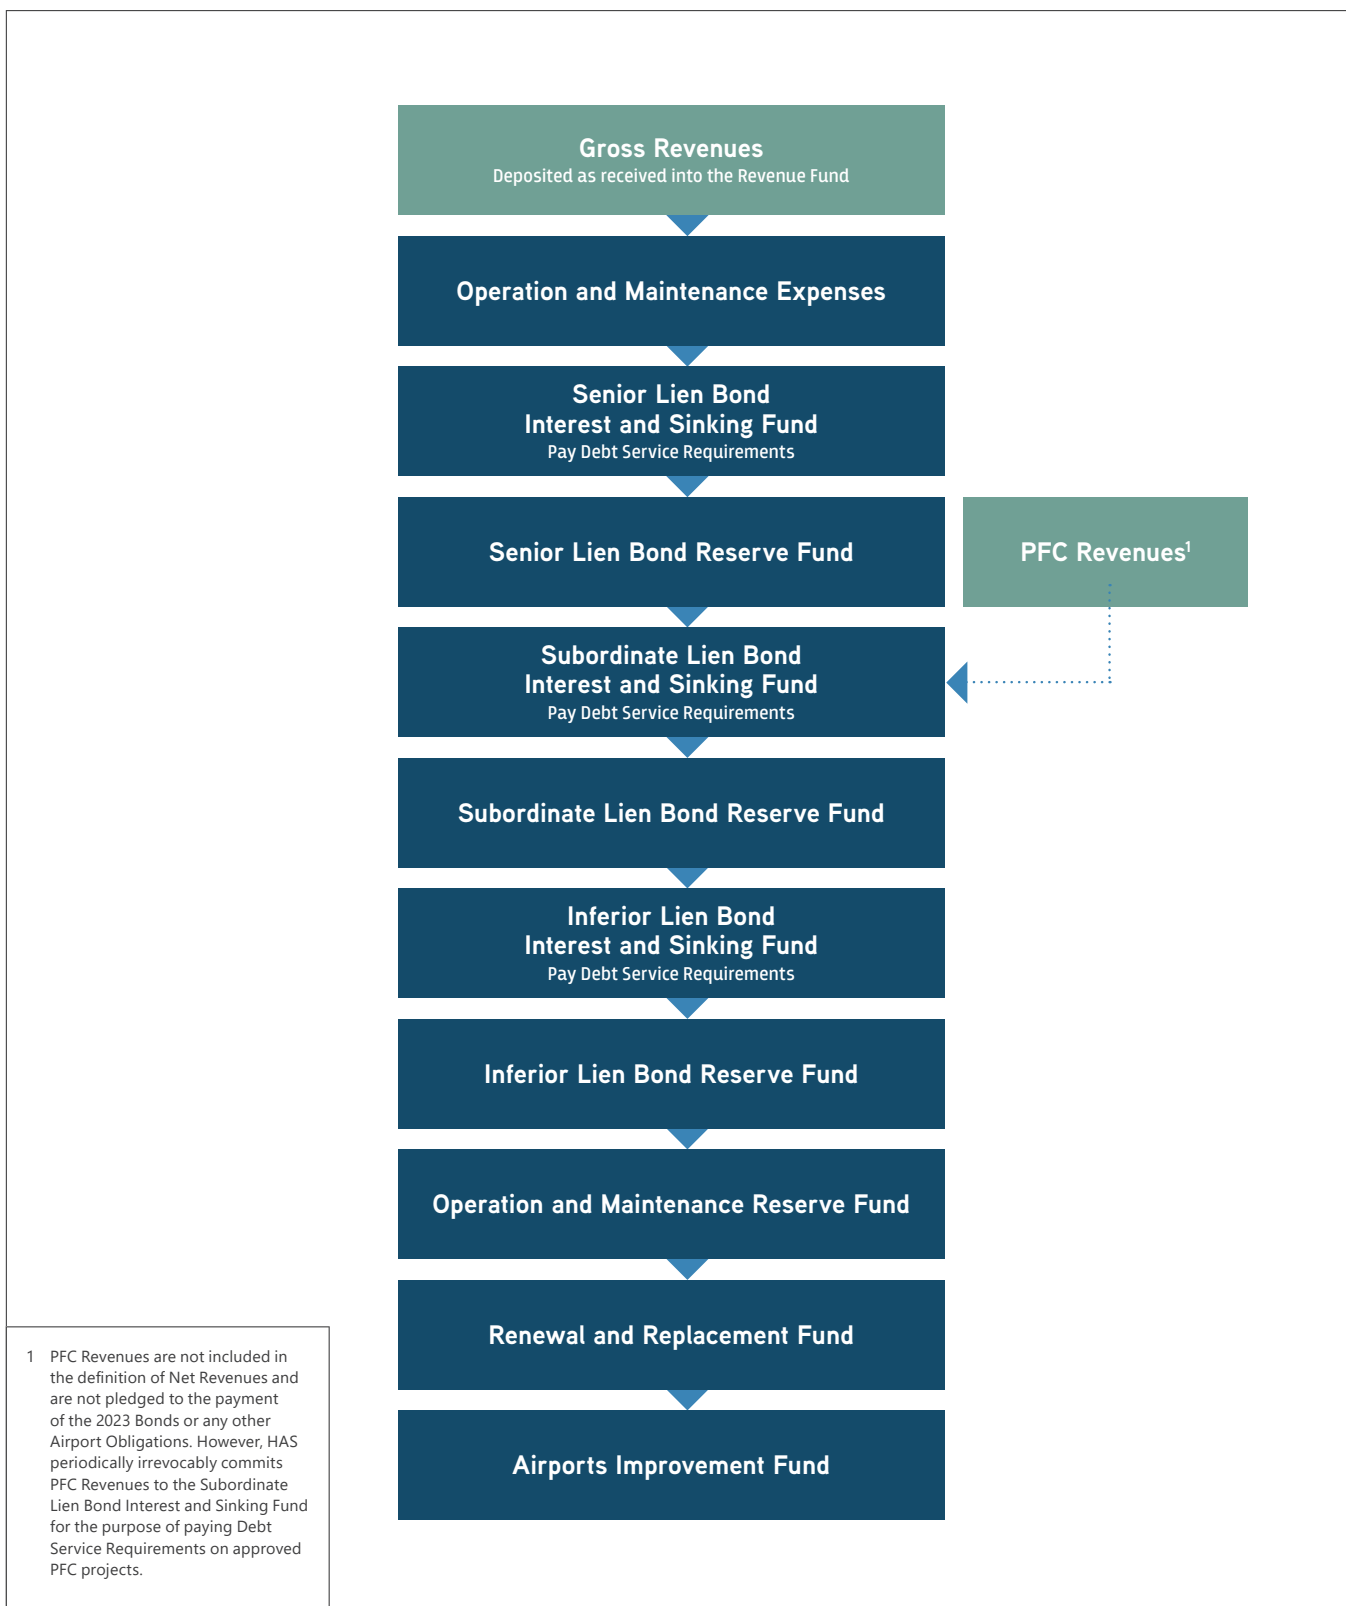 Gross Revenues
Deposited as received into the Revenue Fund
Operation and Maintenance Expenses
Senior Lien Bond
Interest and Sinking Fund
Pay Debt Service Requirements
Senior Lien Bond Reserve Fund
PFC Revenues¹
Subordinate Lien Bond
Interest and Sinking Fund
Pay Debt Service Requirements
Subordinate Lien Bond Reserve Fund
Inferior Lien Bond
Interest and Sinking Fund
Pay Debt Service Requirements
Inferior Lien Bond Reserve Fund
Operation and Maintenance Reserve Fund
Renewal and Replacement Fund
Airports Improvement Fund
1 PFC Revenues are not included in
the definition of Net Revenues and
are not pledged to the payment
of the 2023 Bonds or any other
Airport Obligations. However, HAS
periodically irrevocably commits
PFC Revenues to the Subordinate
Lien Bond Interest and Sinking Fund
for the purpose of paying Debt
Service Requirements on approved
PFC projects.